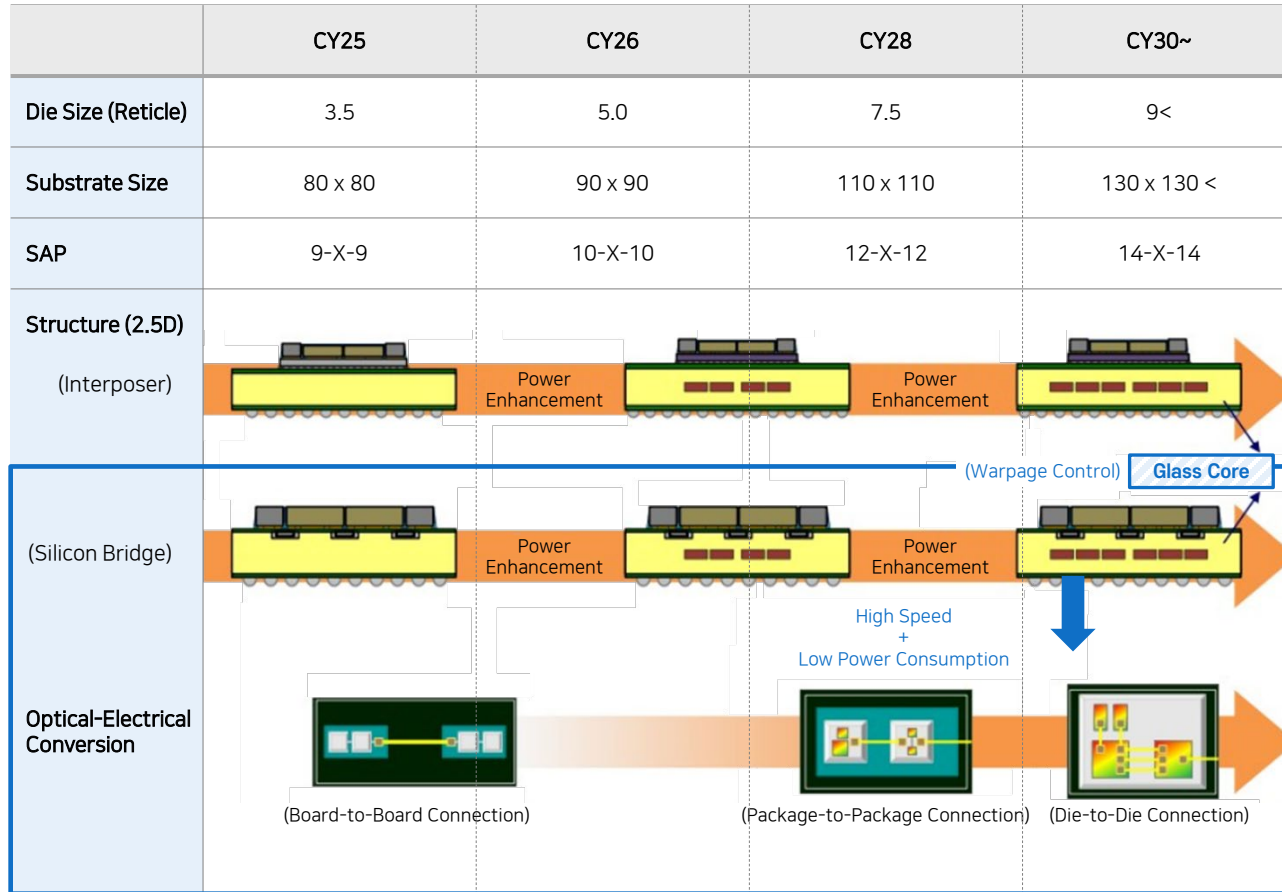 CY25 CY26 CY28 CY30~
Die Size (Reticle) 3.5 5.0 7.5 9<
Substrate Size 80 x 80 90 x 90 110 x 110 130 x 130 <
SAP 9-X-9 10-X-10 12-X-12 14-X-14
Structure (2.5D)
(Interposer)
Power
Enhancement
Power
Enhancement
(Warpage Control) Glass Core
(Silicon Bridge)
Power
Enhancement
Power
Enhancement
High Speed
+
Low Power Consumption
Optical-Electrical
Conversion
(Board-to-Board Connection) (Package-to-Package Connection) (Die-to-Die Connection)